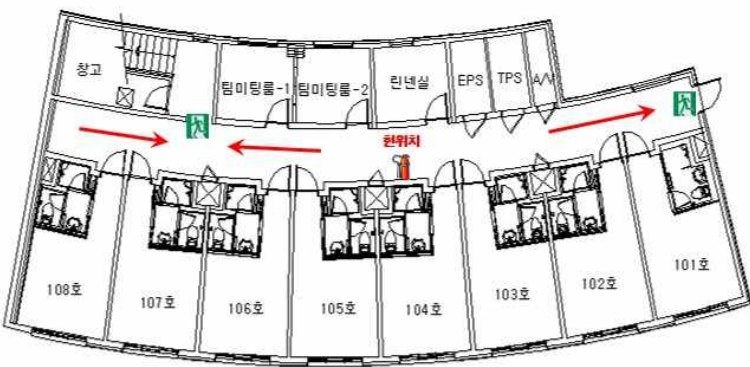 창고
팀미팅룸-1
팀미팅룸-2
린넨실
EPS
TPS
A/V
현위치
108호
107호
106호
105호
104호
103호
102호
101호